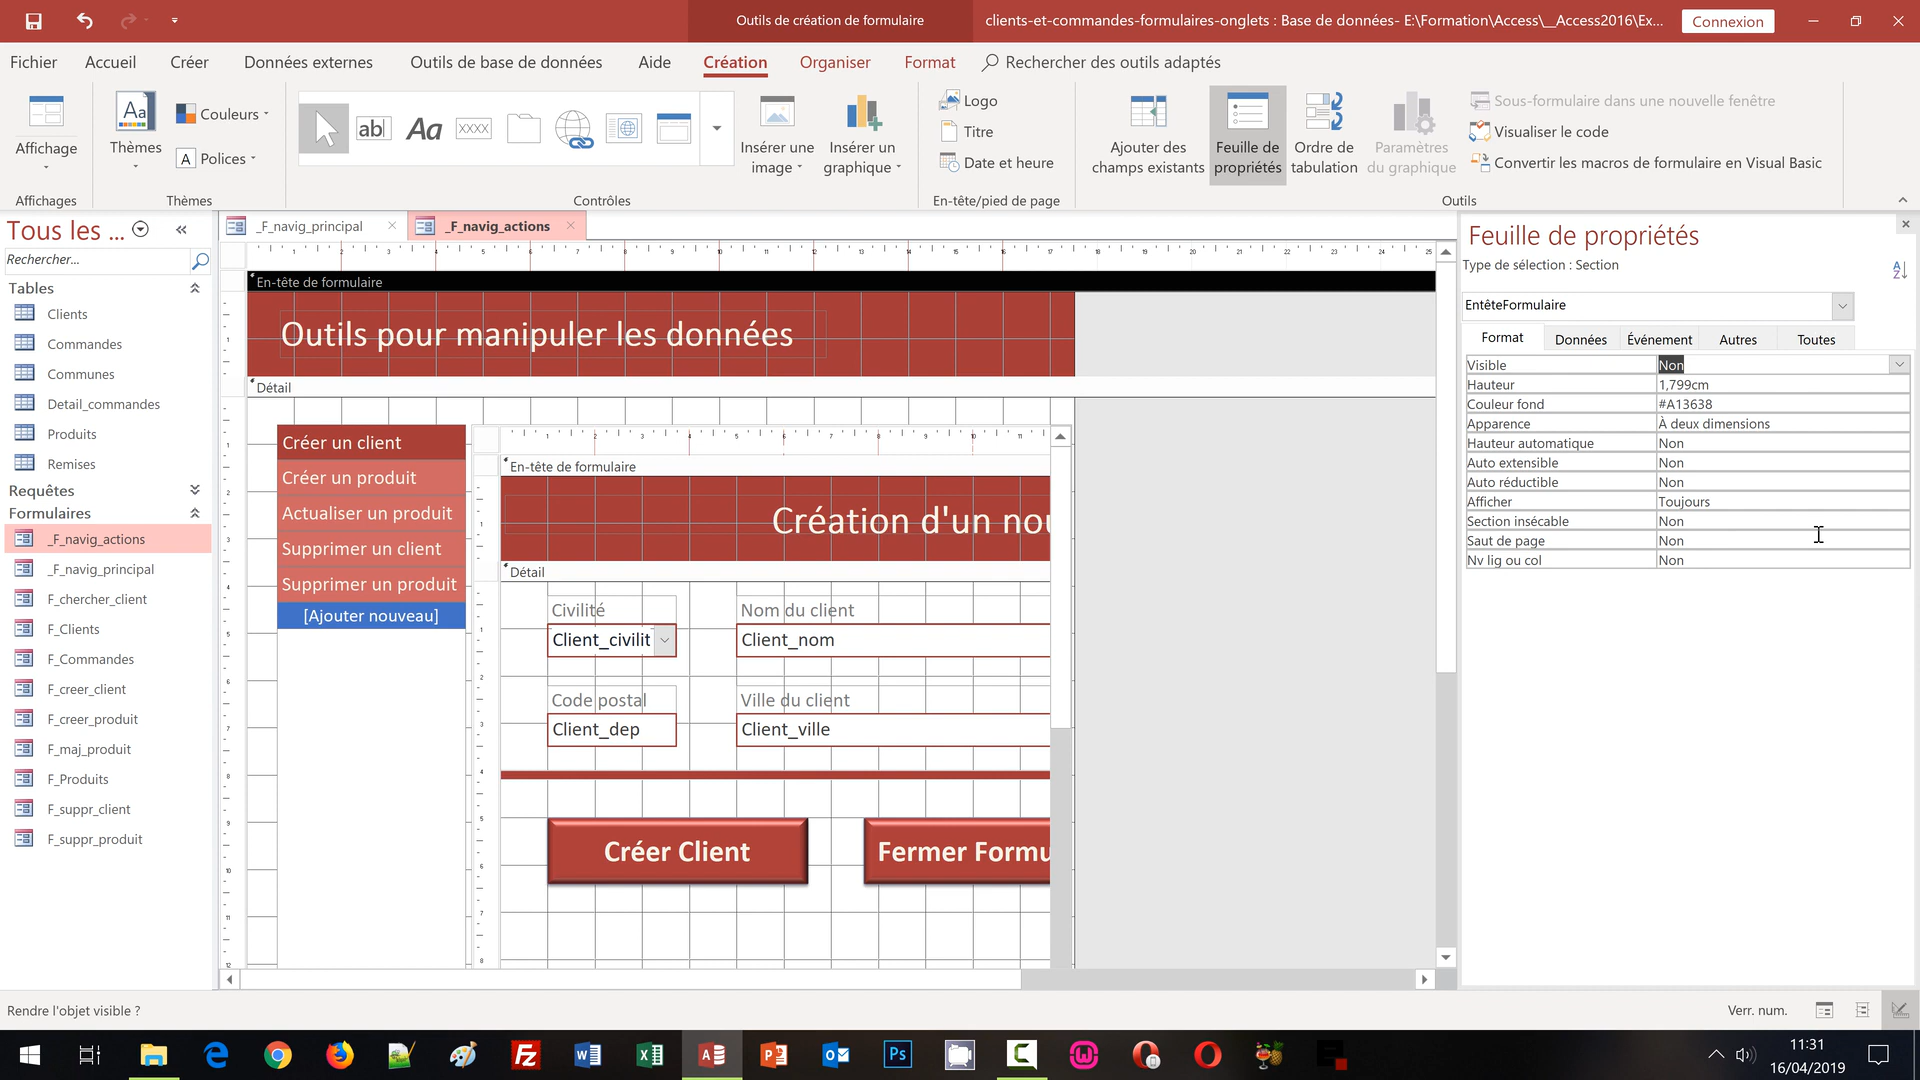 Outils de création de formulaire
clients-et-commandes-formulaires-onglets : Base de données- E:\Formation\Access\__Access2016\Ex...
Connexion
Fichier
Accueil
Créer
Données externes
Outils de base de données
Aide
Création
Organiser
Format
Rechercher des outils adaptés
Affichage
Affichages
Aa
Thèmes
Couleurs
A Polices
Thèmes
ab|
Aa
XXXX
Insérer une image
Insérer un graphique
Contrôles
Logo
Titre
Date et heure
En-tête/pied de page
Ajouter des champs existants
Feuille de propriétés
Ordre de tabulation
Paramètres du graphique
Sous-formulaire dans une nouvelle fenêtre
Visualiser le code
Convertir les macros de formulaire en Visual Basic
Outils
Tous les ...
Rechercher...
Tables
Clients
Commandes
Communes
Detail_commandes
Produits
Remises
Requêtes
Formulaires
_F_navig_actions
_F_navig_principal
F_chercher_client
F_Clients
F_Commandes
F_creer_client
F_creer_produit
F_maj_produit
F_Produits
F_suppr_client
F_suppr_produit
_F_navig_principal
_F_navig_actions
En-tête de formulaire
Outils pour manipuler les données
Détail
Créer un client
Créer un produit
Actualiser un produit
Supprimer un client
Supprimer un produit
[Ajouter nouveau]
En-tête de formulaire
Création d'un nou
Détail
Civilité
Nom du client
Client_civilit
Client_nom
Code postal
Ville du client
Client_dep
Client_ville
Créer Client
Fermer Formu
Feuille de propriétés
Type de sélection : Section
EntêteFormulaire
Format
Données
Événement
Autres
Toutes
Visible Non
Hauteur 1,799cm
Couleur fond #A13638
Apparence À deux dimensions
Hauteur automatique Non
Auto extensible Non
Auto réductible Non
Afficher Toujours
Section insécable Non
Saut de page Non
Nv lig ou col Non
Rendre l'objet visible ?
Verr. num.
11:31
16/04/2019